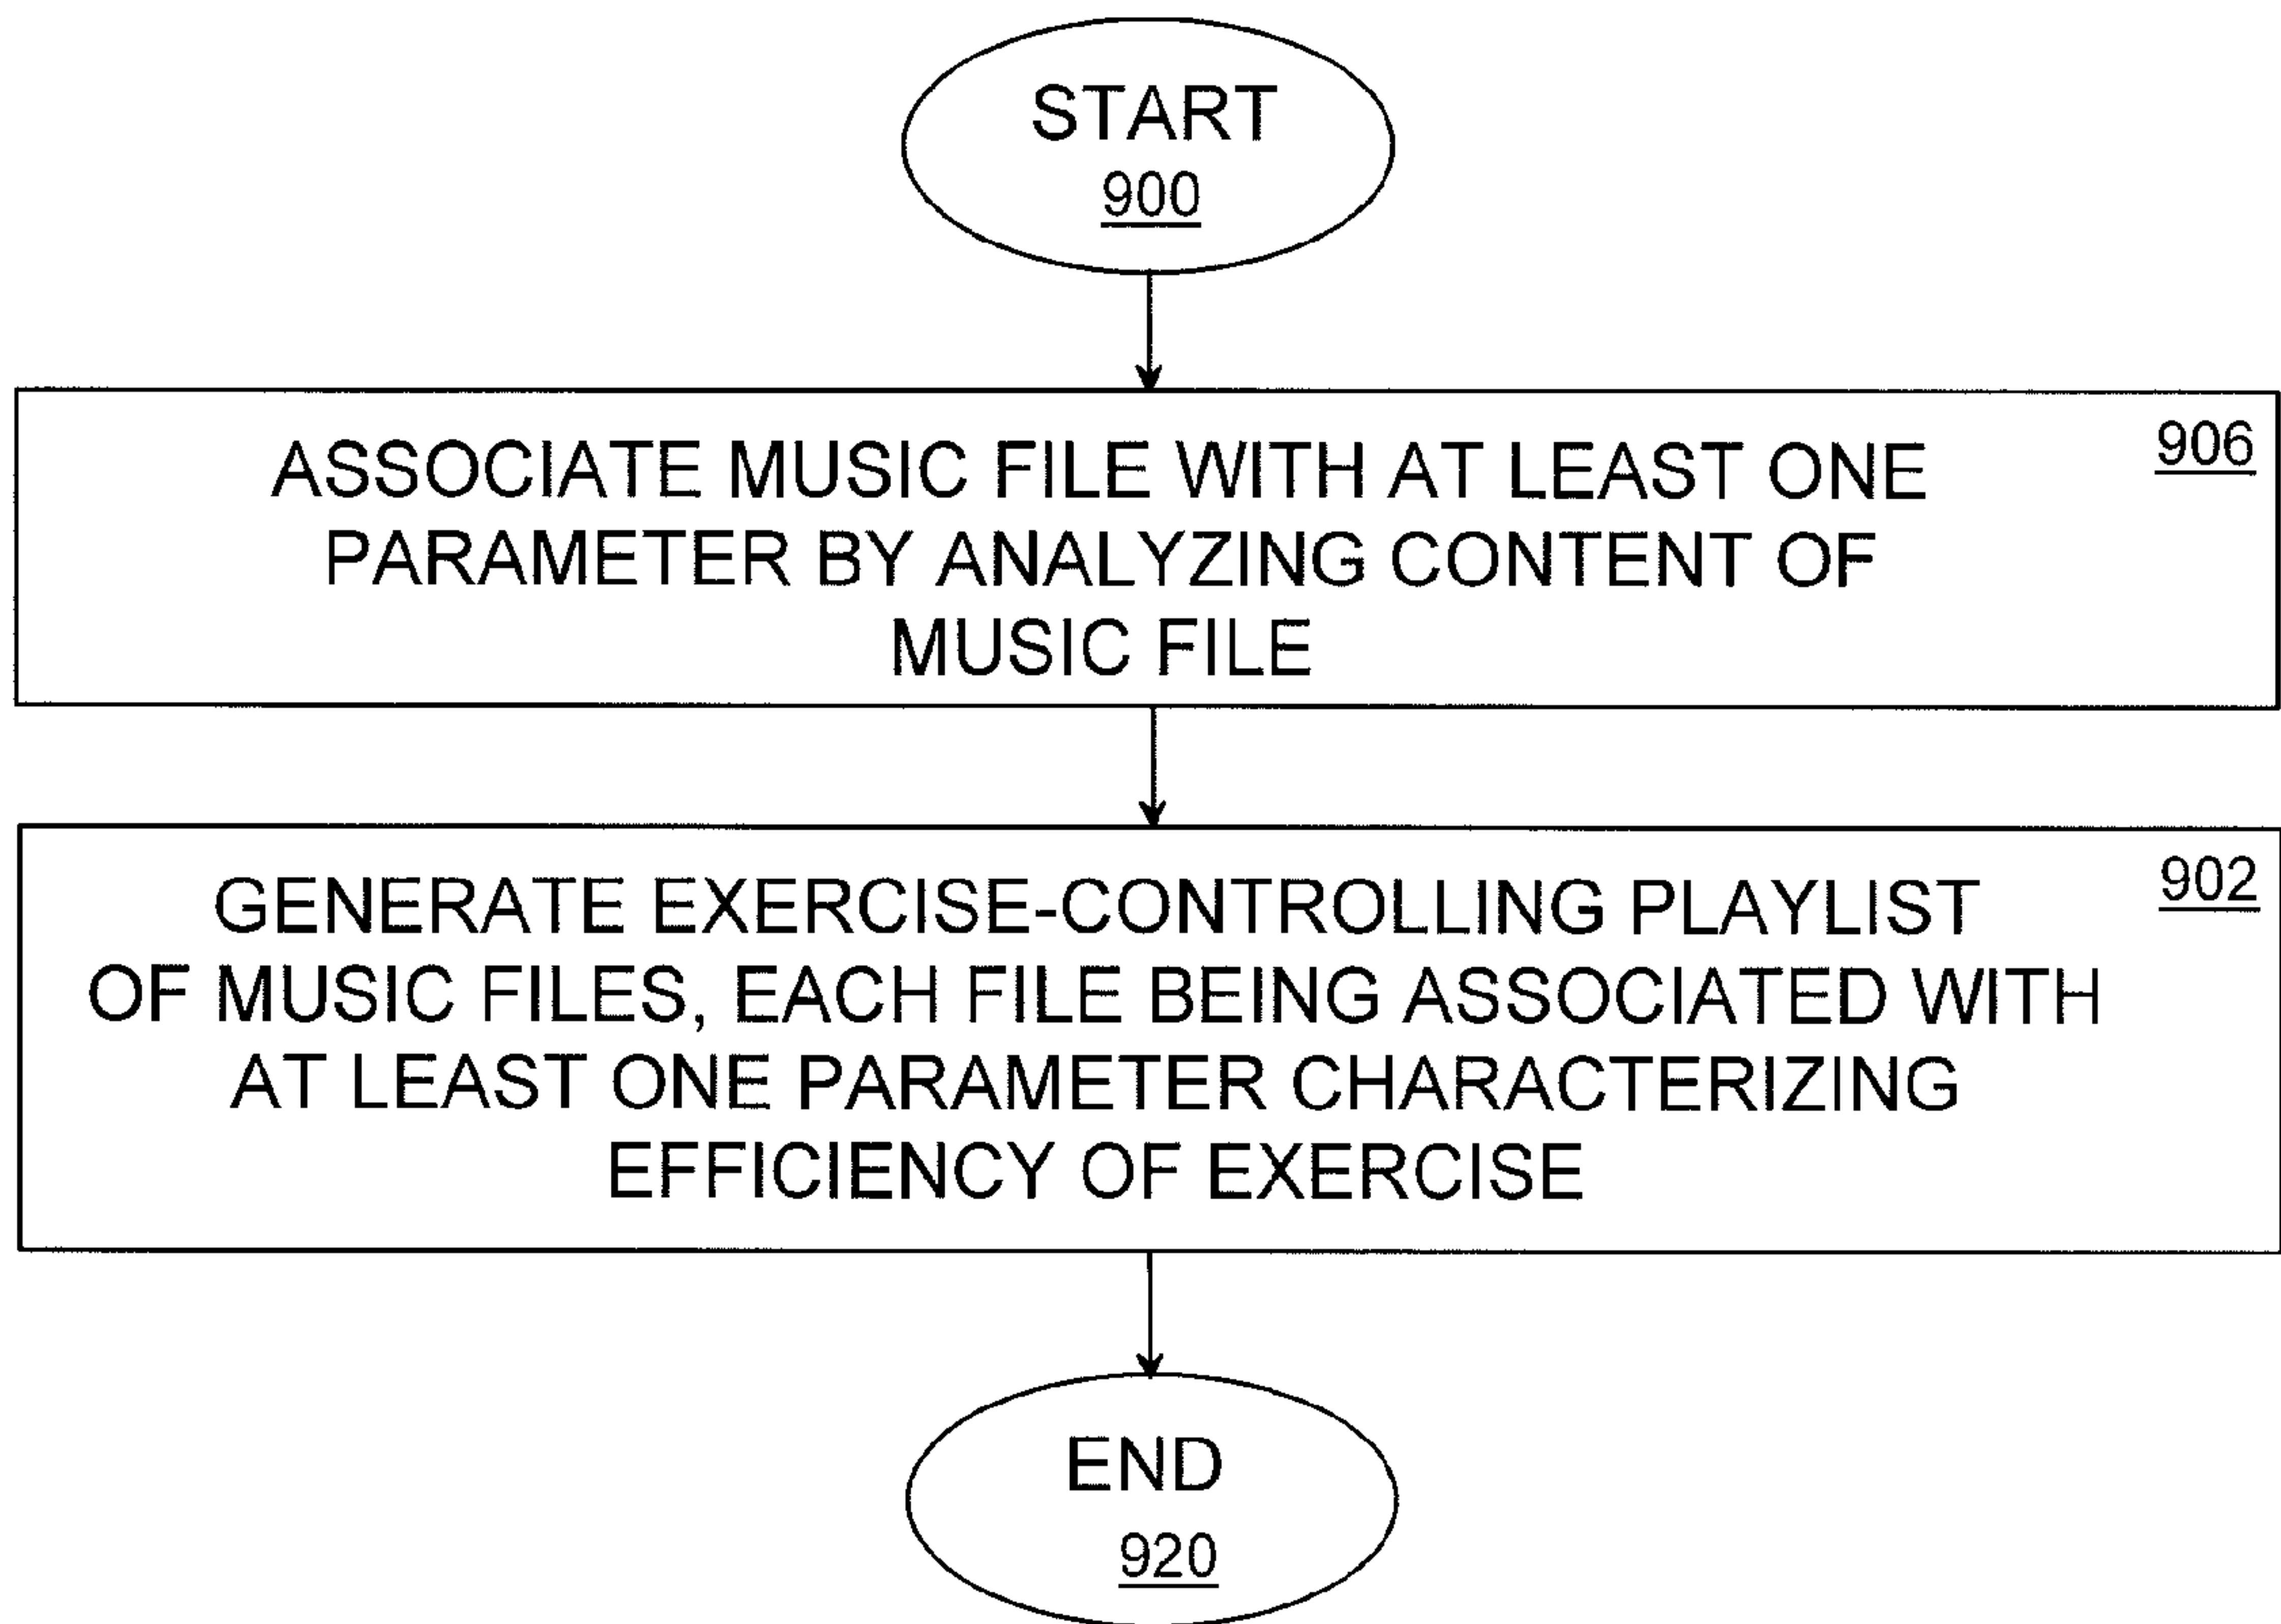 START
900
906
ASSOCIATE MUSIC FILE WITH AT LEAST ONE
PARAMETER BY ANALYZING CONTENT OF
MUSIC FILE
902
GENERATE EXERCISE-CONTROLLING PLAYLIST
OF MUSIC FILES, EACH FILE BEING ASSOCIATED WITH
AT LEAST ONE PARAMETER CHARACTERIZING
EFFICIENCY OF EXERCISE
END
920